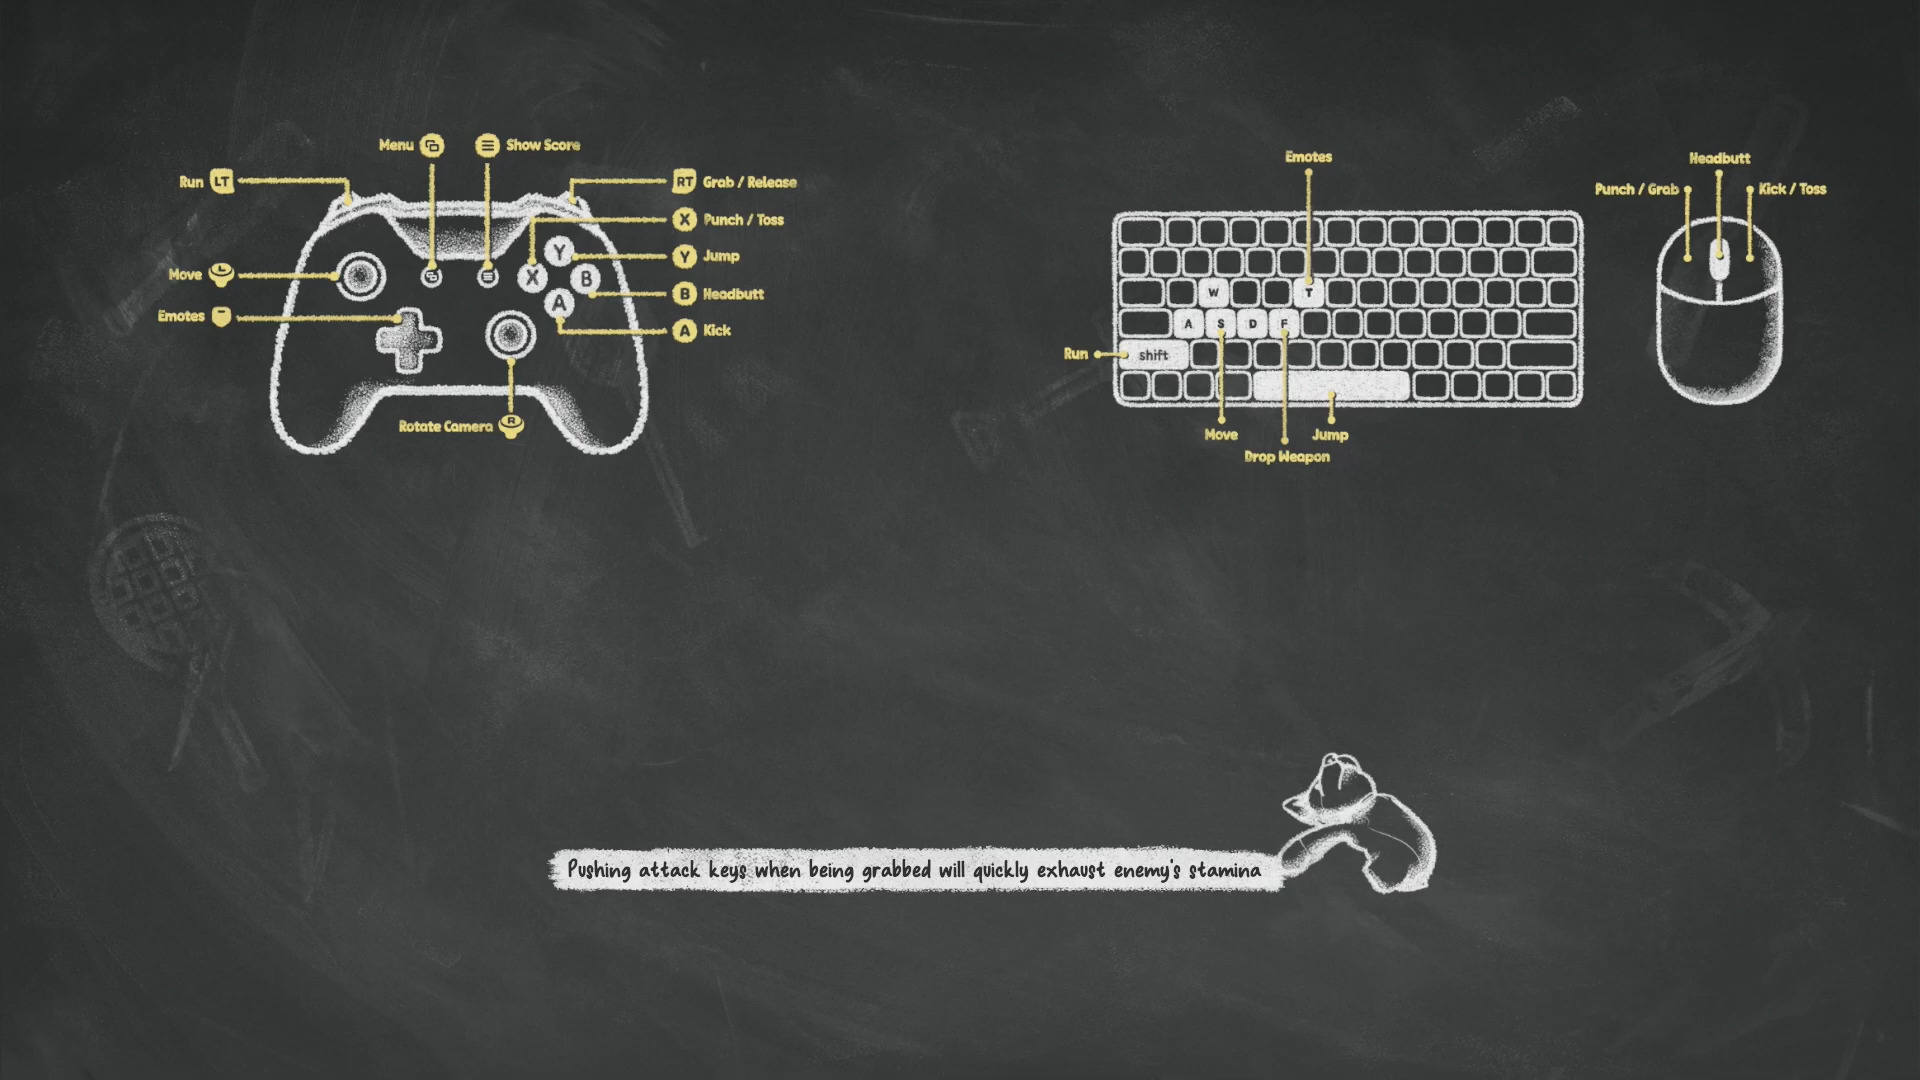 Menu
Show Score
Run LT
RT Grab / Release
X Punch / Toss
Y Jump
B Headbutt
A Kick
Move L
Emotes
Y
X B
A
Rotate Camera R
Emotes
Headbutt
Punch / Grab
Kick / Toss
W T
A S D F
Run shift
Move
Jump
Drop Weapon
Pushing attack keys when being grabbed will quickly exhaust enemy's stamina